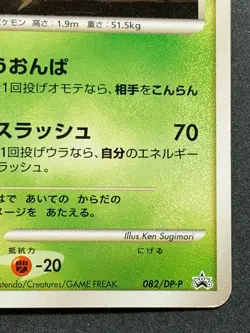 ポケモン 高さ：1.9m 重さ：51.5kg
うおんぱ
1回投げオモテなら、相手をこんらん
スラッシュ 70
1回投げウラなら、自分のエネルギー
ラッシュ。
は あいての からだの
メージを あたえる。
Illus.Ken Sugimori
抵抗力 にげる
-20
ntendo/Creatures/GAME FREAK. 082/DP-P